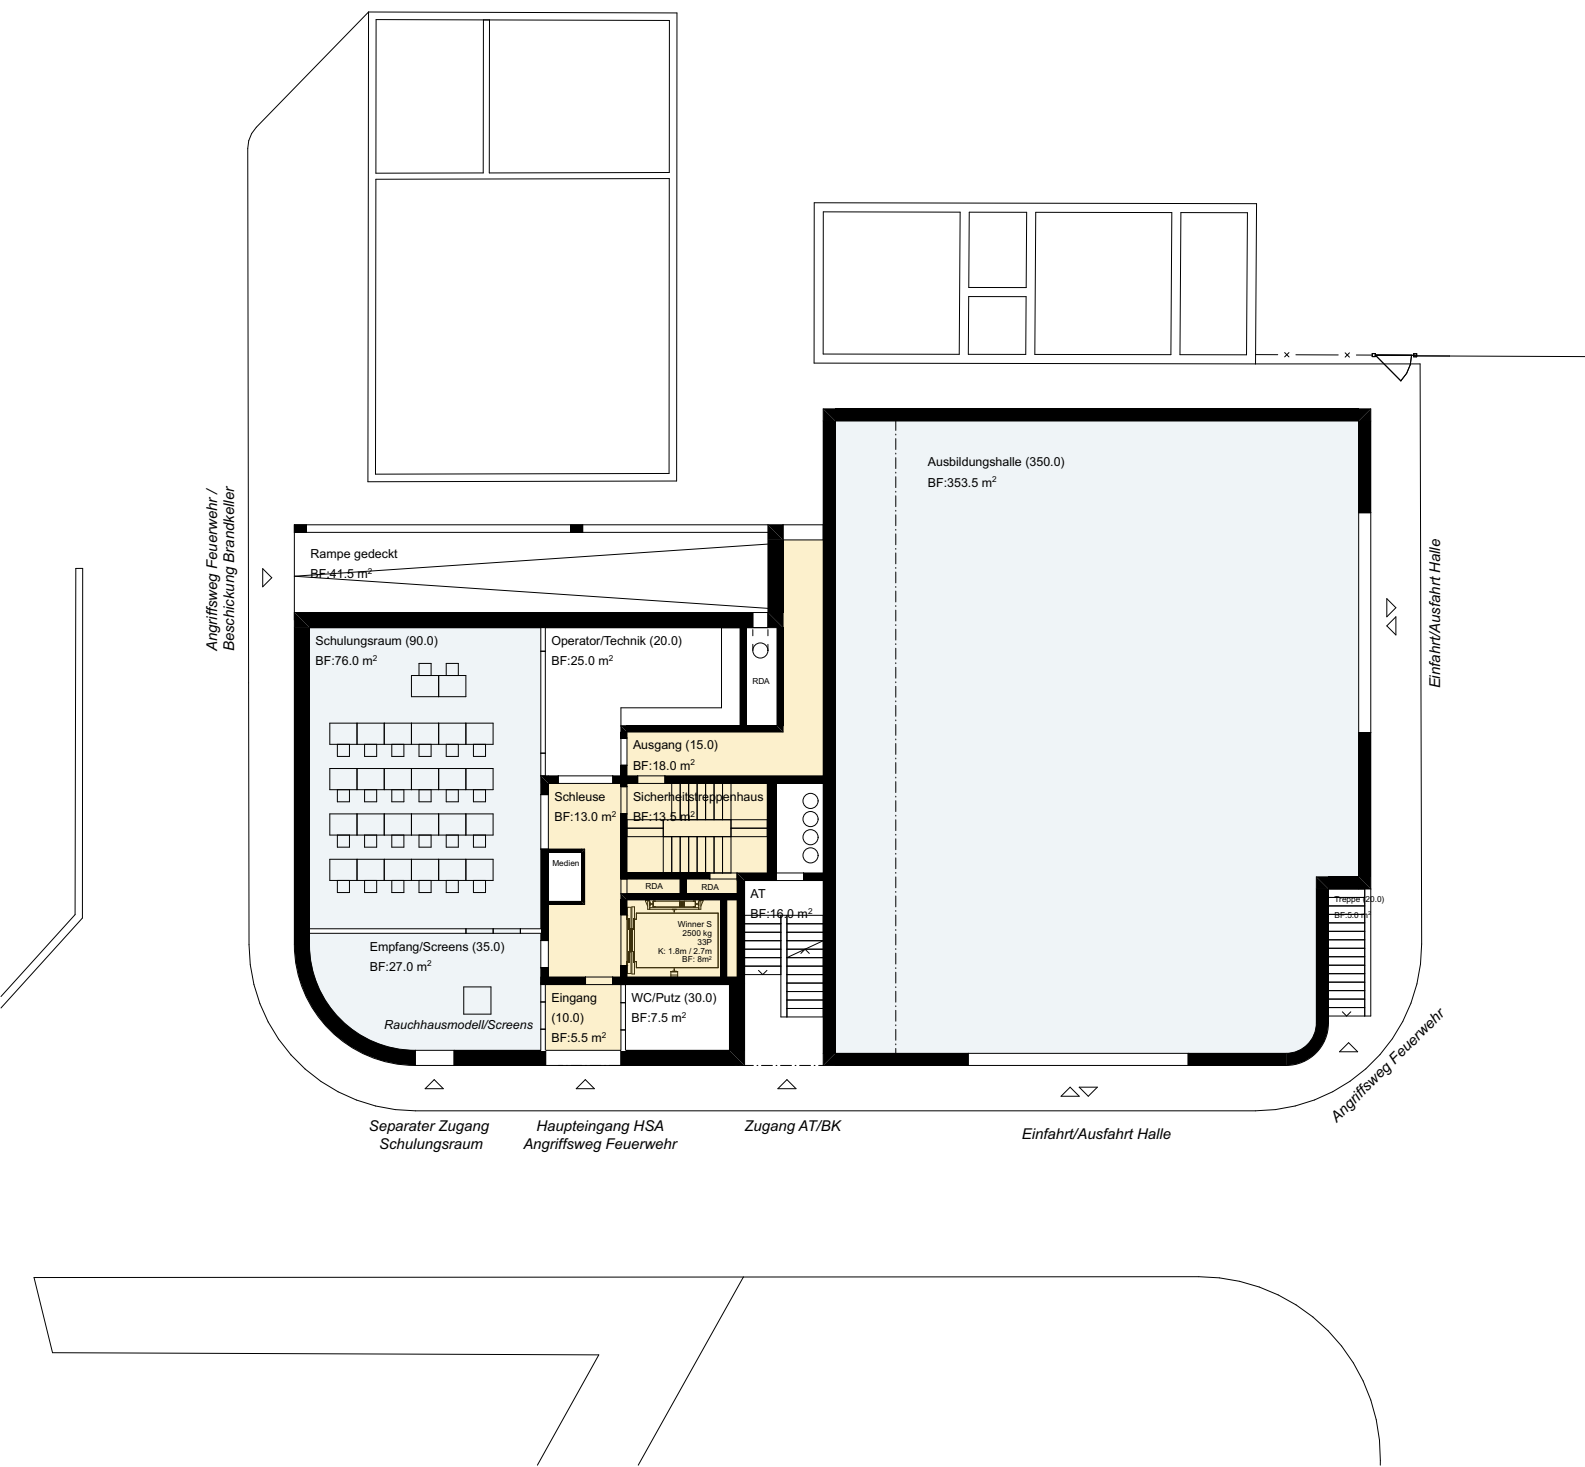 Ausbildungshalle (350.0)
BF:353.5 m²
Angriffsweg Feuerwehr /
Beschickung Brandkeller
Einfahrt/Ausfahrt Halle
Rampe gedeckt
BF:41.5 m²
Schulungsraum (90.0)
BF:76.0 m²
Operator/Technik (20.0)
BF:25.0 m²
RDA
Ausgang (15.0)
BF:18.0 m²
Schleuse
BF:13.0 m²
Sicherheitstreppenhaus
BF:13.5 m²
Medien
RDA
RDA
AT
BF:16.0 m²
Treppe (20.0)
BF:5.0 m²
Winner S
2500 kg
33P
K: 1.8m / 2.7m
BF: 8m²
Empfang/Screens (35.0)
BF:27.0 m²
Rauchhausmodell/Screens
Eingang
(10.0)
BF:5.5 m²
WC/Putz (30.0)
BF:7.5 m²
Separater Zugang
Schulungsraum
Haupteingang HSA
Angriffsweg Feuerwehr
Zugang AT/BK
Einfahrt/Ausfahrt Halle
Angriffsweg Feuerwehr